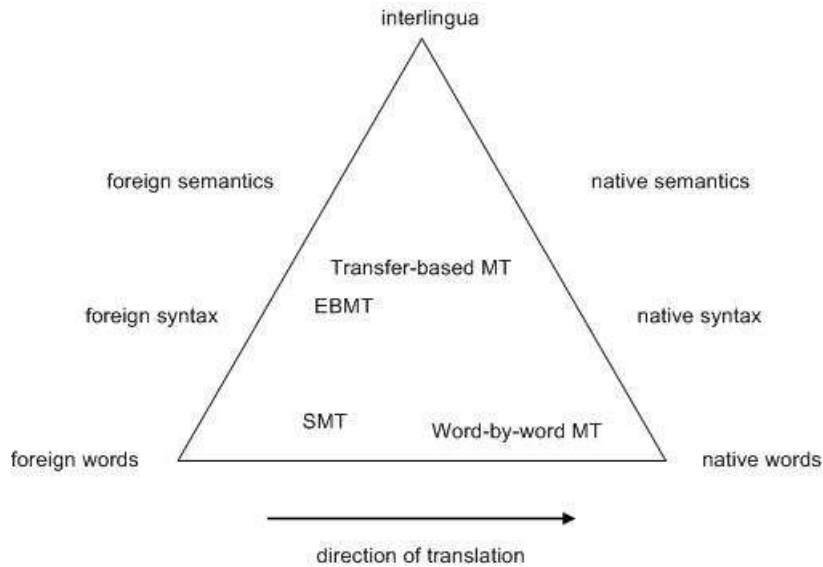 interlingua
foreign semantics
native semantics
Transfer-based MT
EBMT
foreign syntax
native syntax
SMT
Word-by-word MT
foreign words
native words
direction of translation